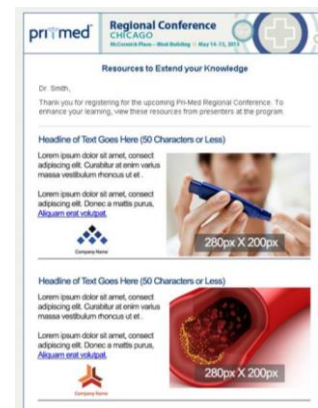 pri med
Regional Conference
CHICAGO
McCormick Place – West Building
Resources to Extend your Knowledge
Dr. Smith,
Thank you for registering for the upcoming Pri-Med Regional Conference. To
enhance your learning, view these resources from presenters at the program.
Headline of Text Goes Here (50 Characters or Less)
Lorem ipsum dolor sit amet, consect
adipiscing elit. Curabitur at enim varius
massa vestibulum rhoncus ut et .
Lorem ipsum dolor sit amet, consect
adipiscing elit. Donec a mattis purus,
Aliquam erat volutpat.
280px X 200px
Company Name
Headline of Text Goes Here (50 Characters or Less)
Lorem ipsum dolor sit amet, consect
adipiscing elit. Curabitur at enim varius
massa vestibulum rhoncus ut et .
Lorem ipsum dolor sit amet, consect
adipiscing elit. Donec a mattis purus,
Aliquam erat volutpat.
280px X 200px
Company Name